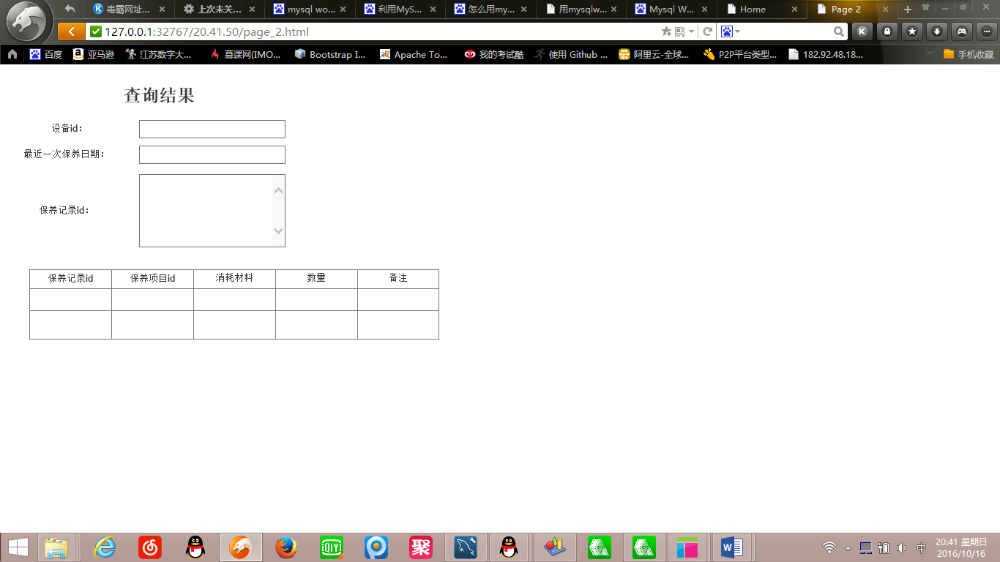 毒霸网址...
上次未关...
mysql wo...
利用MyS...
怎么用my...
用mysqlw...
Mysql W...
Home
Page 2
127.0.0.1:32767/20.41.50/page_2.html
百度
亚马逊
江苏数字大...
慕课网(IMO...
Bootstrap I...
Apache To...
我的考试酷
使用 Github ...
阿里云-全球...
P2P平台类型...
182.92.48.18...
手机收藏
查询结果
设备id：
最近一次保养日期：
保养记录id：
保养记录id 保养项目id 消耗材料 数量 备注
QIYI
聚
中
20:41 星期日
2016/10/16